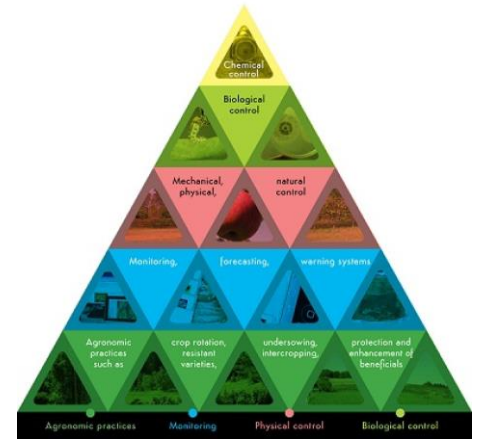 Chemical
control
Biological
control
Mechanical,
physical,
natural
control
Monitoring,
forecasting,
warning systems
Agronomic
practices
such as
crop rotation,
resistant
varieties,
undersowing,
intercropping,
protection and
enhancement of
beneficials
Agronomic practices
Monitoring
Physical control
Biological control